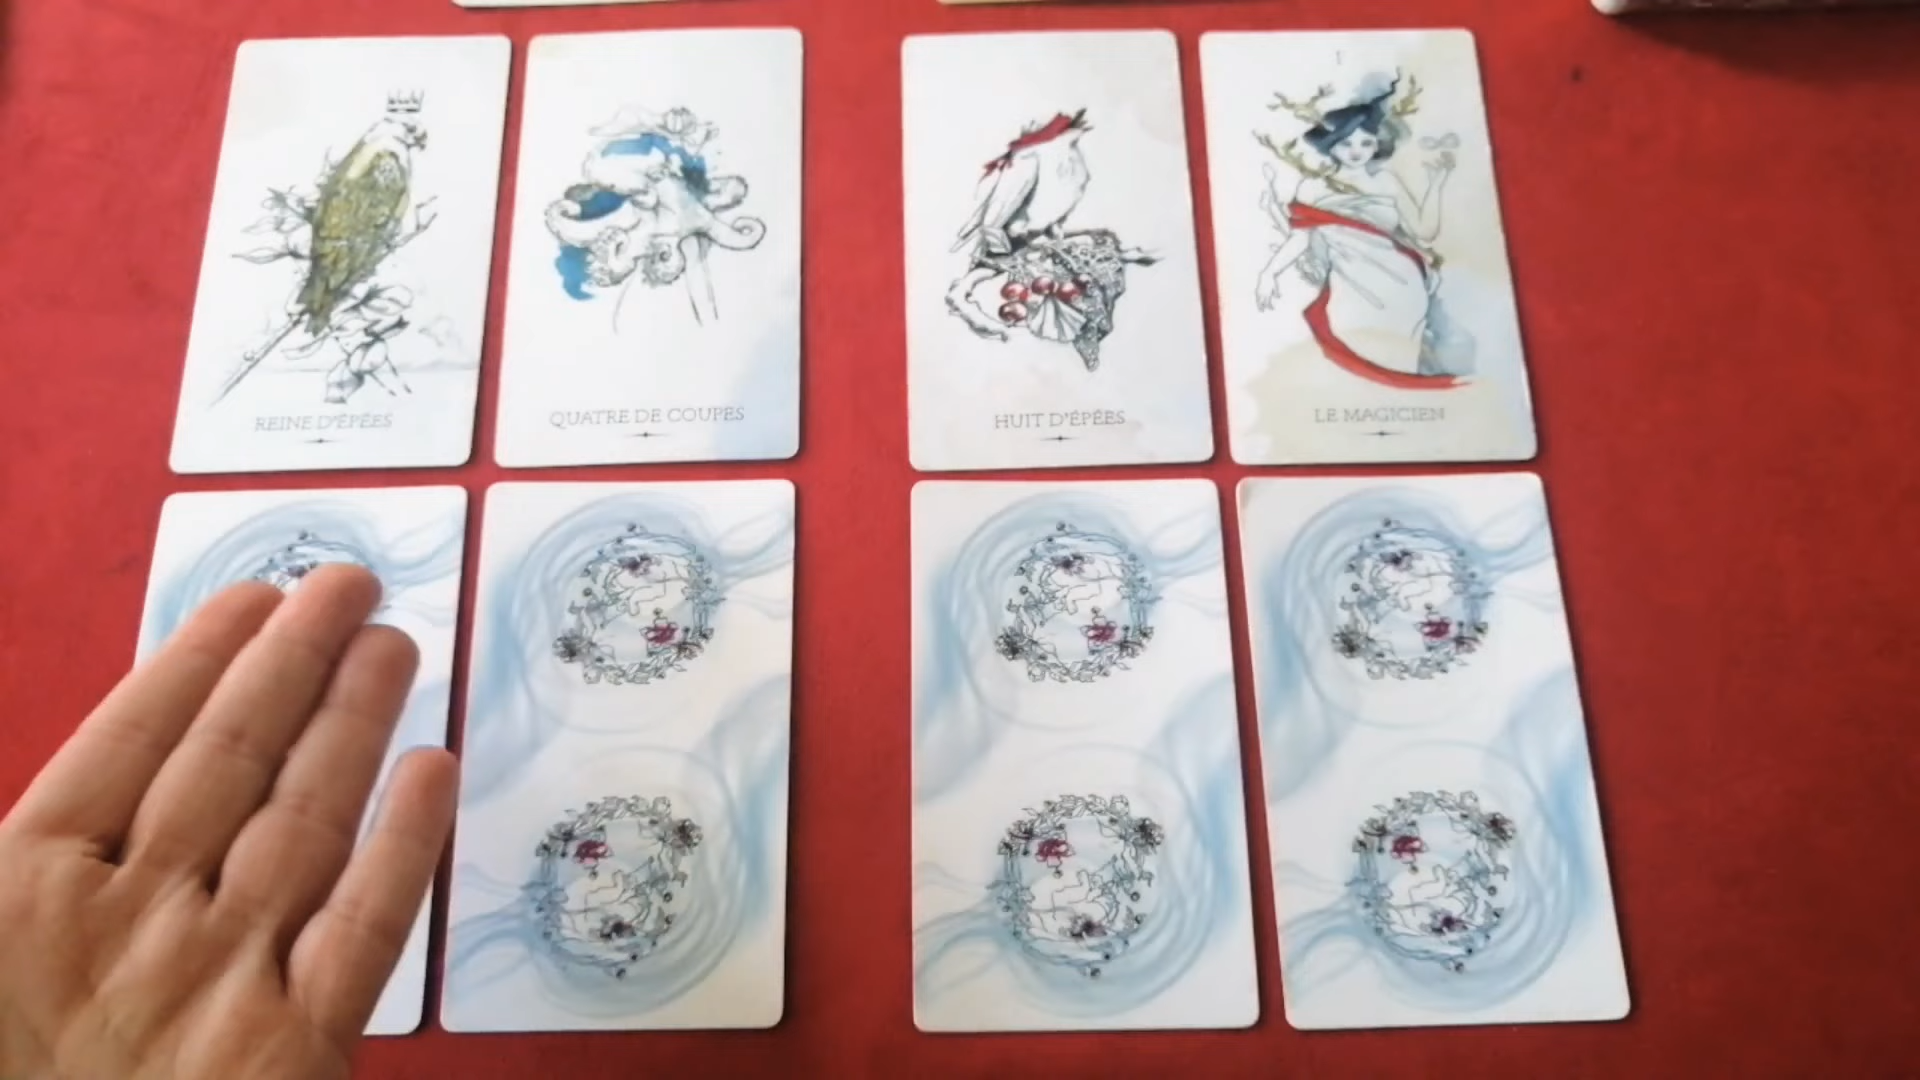 I
REINE D'ÉPÉES
QUATRE DE COUPES
HUIT D'ÉPÉES
LE MAGICIEN